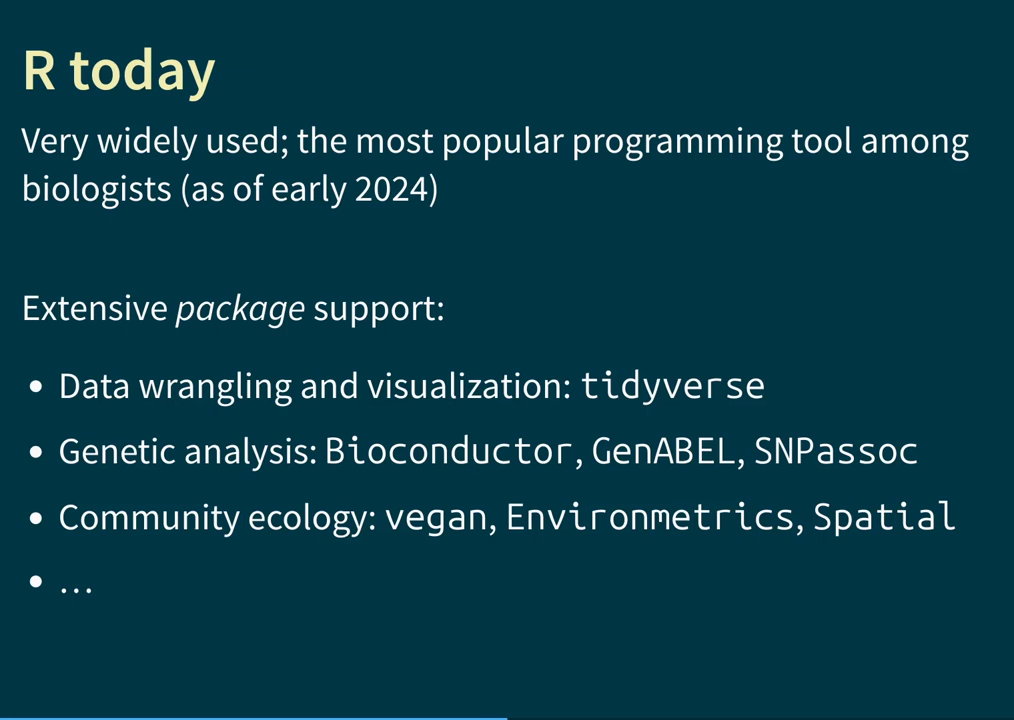 R today
Very widely used; the most popular programming tool among
biologists (as of early 2024)
Extensive package support:
• Data wrangling and visualization: tidyverse
• Genetic analysis: Bioconductor, GenABEL, SNPassoc
• Community ecology: vegan, Environmetrics, Spatial
• …